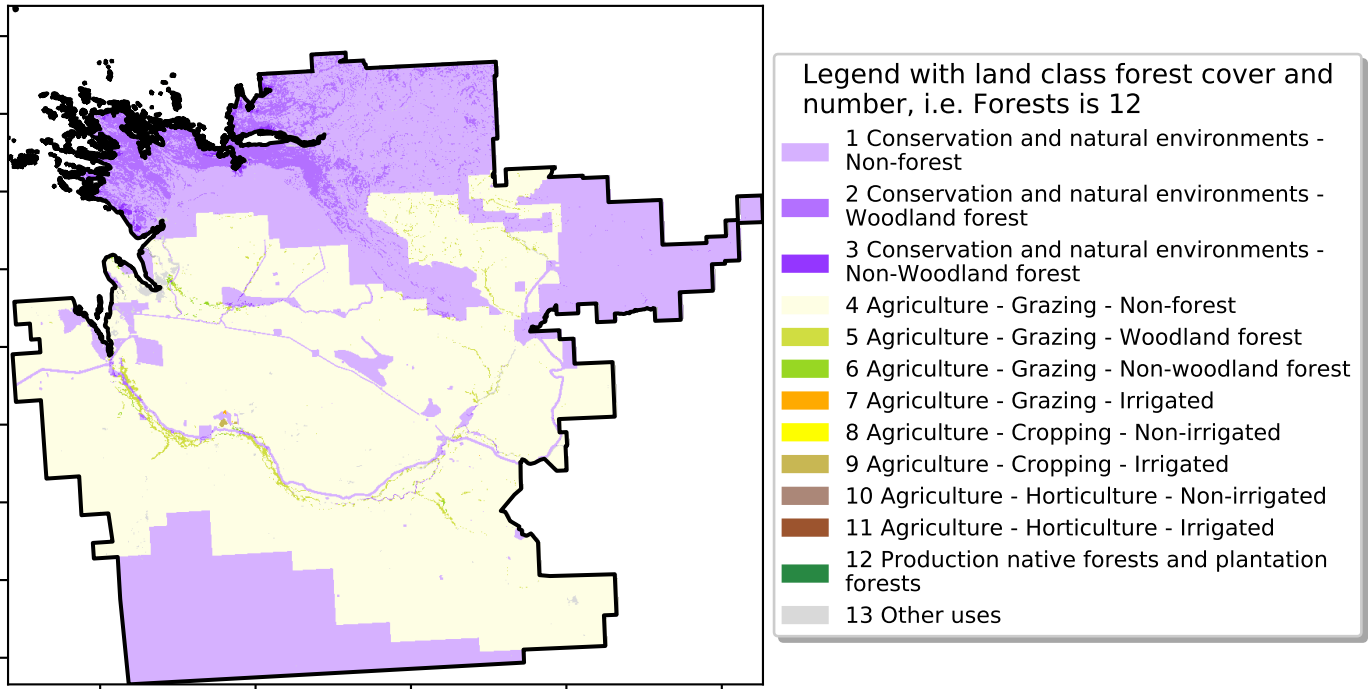 Legend with land class forest cover and
number, i.e. Forests is 12
1 Conservation and natural environments -
Non-forest
2 Conservation and natural environments -
Woodland forest
3 Conservation and natural environments -
Non-Woodland forest
4 Agriculture - Grazing - Non-forest
5 Agriculture - Grazing - Woodland forest
6 Agriculture - Grazing - Non-woodland forest
7 Agriculture - Grazing - Irrigated
8 Agriculture - Cropping - Non-irrigated
9 Agriculture - Cropping - Irrigated
10 Agriculture - Horticulture - Non-irrigated
11 Agriculture - Horticulture - Irrigated
12 Production native forests and plantation
forests
13 Other uses